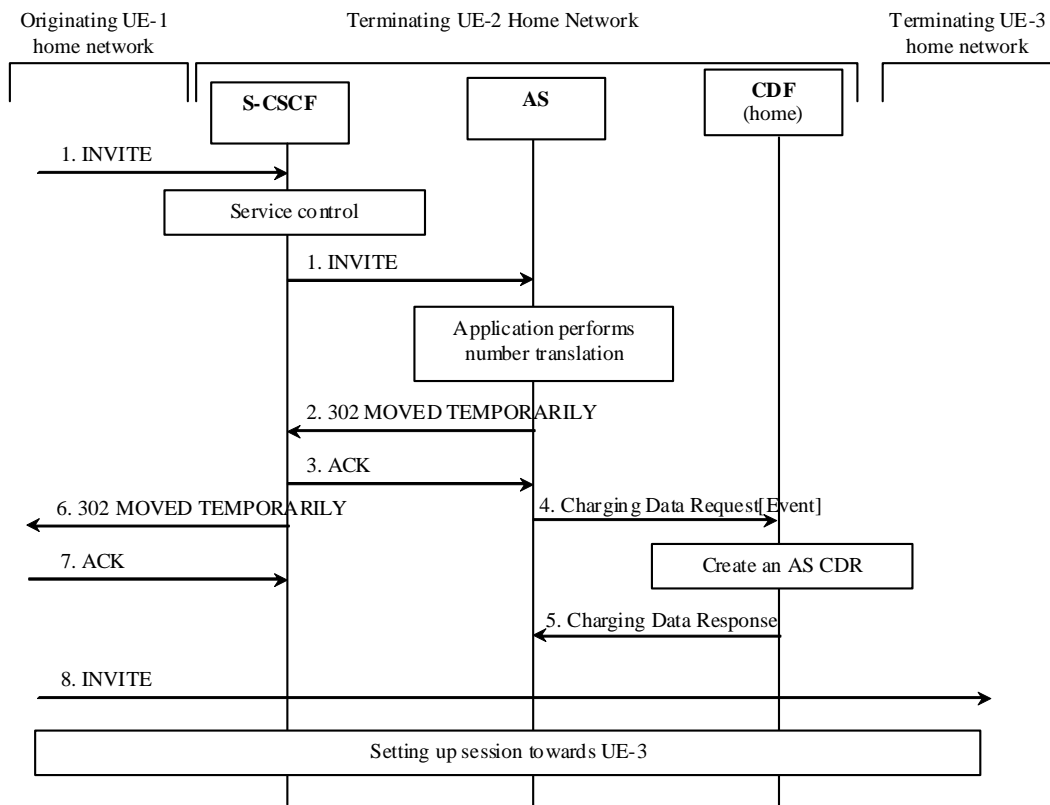 Originating UE-1
home network
Terminating UE-2 Home Network
Terminating UE-3
home network
S-CSCF
AS
CDF
(home)
1. INVITE
Service control
1. INVITE
Application performs
number translation
2. 302 MOVED TEMPORARILY
3. ACK
6. 302 MOVED TEMPORARILY
4. Charging Data Request[Event]
7. ACK
Create an AS CDR
5. Charging Data Response
8. INVITE
Setting up session towards UE-3